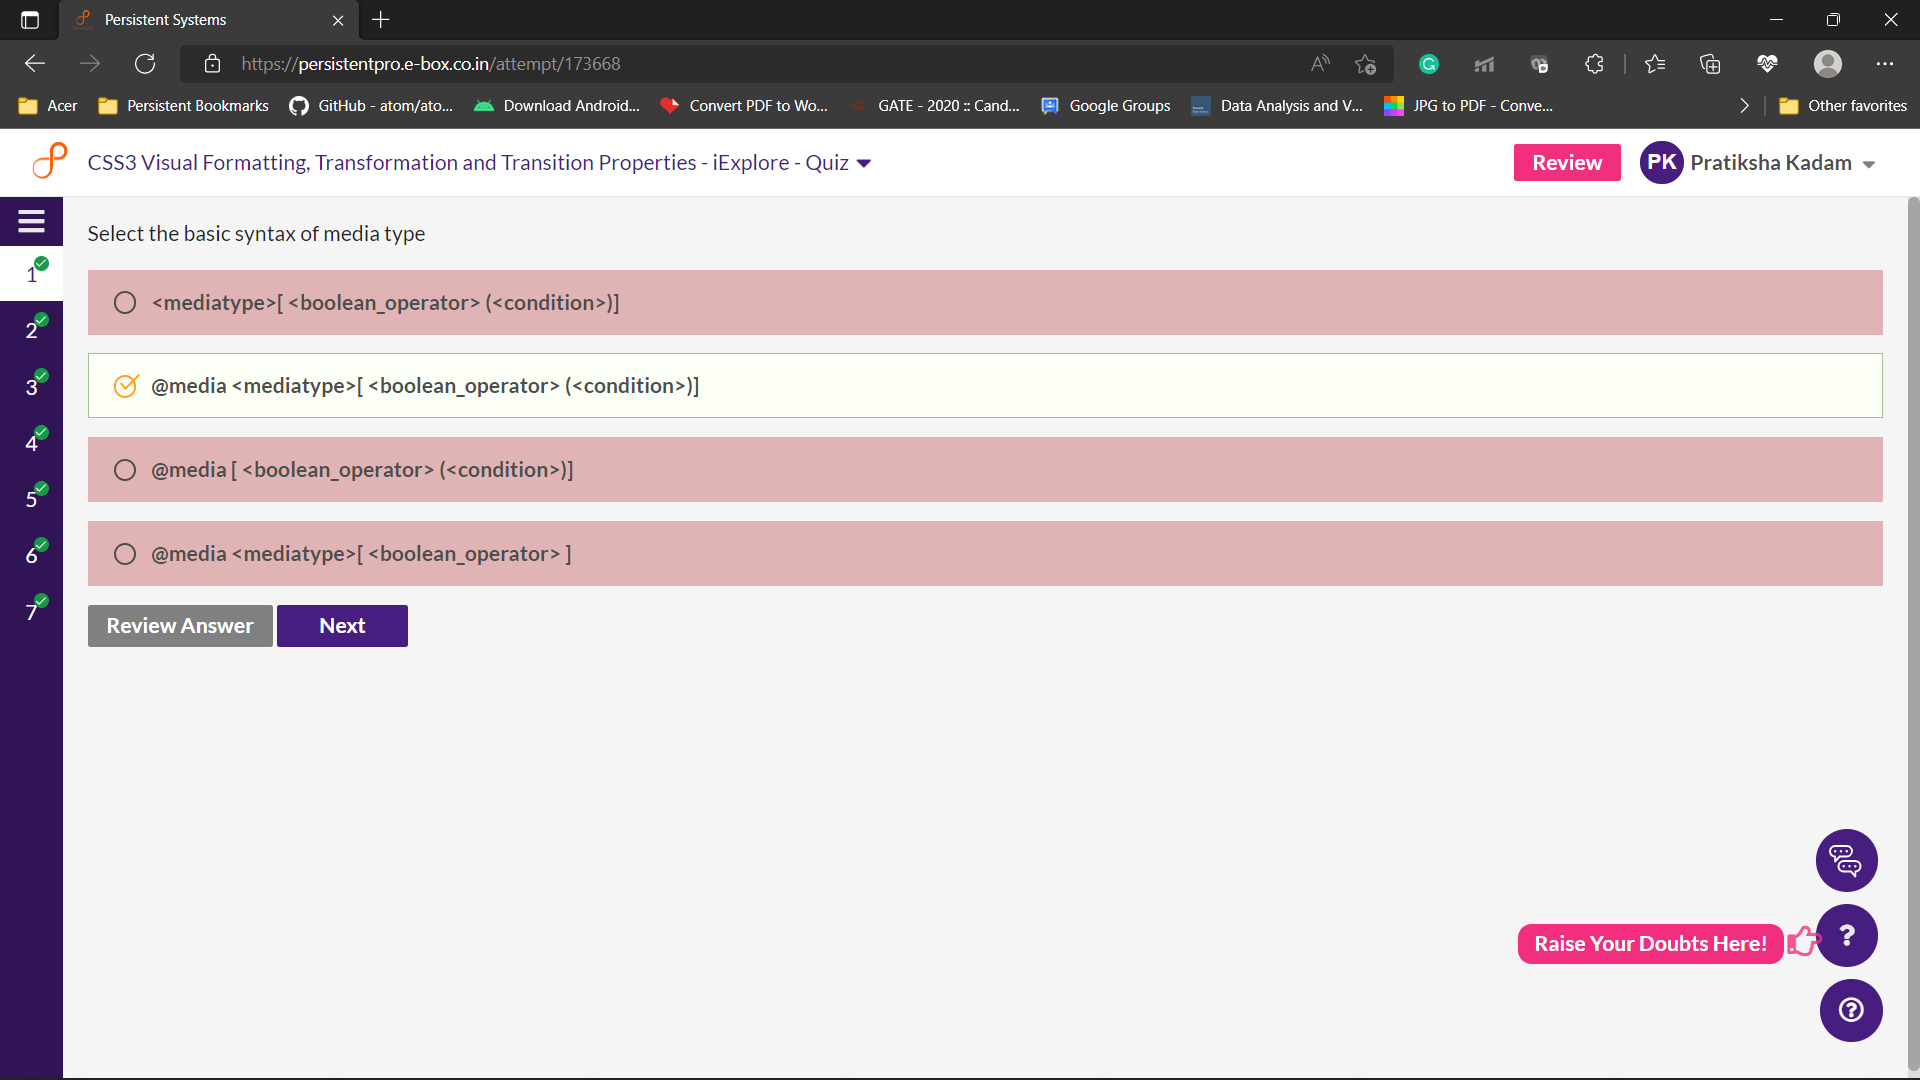 Persistent Systems
https://persistentpro.e-box.co.in/attempt/173668
Acer Persistent Bookmarks GitHub - atom/ato... Download Android... Convert PDF to Wo... GATE - 2020 :: Cand... Google Groups Data Analysis and V... JPG to PDF - Conve... Other favorites
CSS3 Visual Formatting, Transformation and Transition Properties - iExplore - Quiz Review PK Pratiksha Kadam
Select the basic syntax of media type
1
<mediatype>[ <boolean_operator> (<condition>)]
2
3 @media <mediatype>[ <boolean_operator> (<condition>)]
4
@media [ <boolean_operator> (<condition>)]
5
6 @media <mediatype>[ <boolean_operator> ]
7
Review Answer Next
Raise Your Doubts Here! ?
?